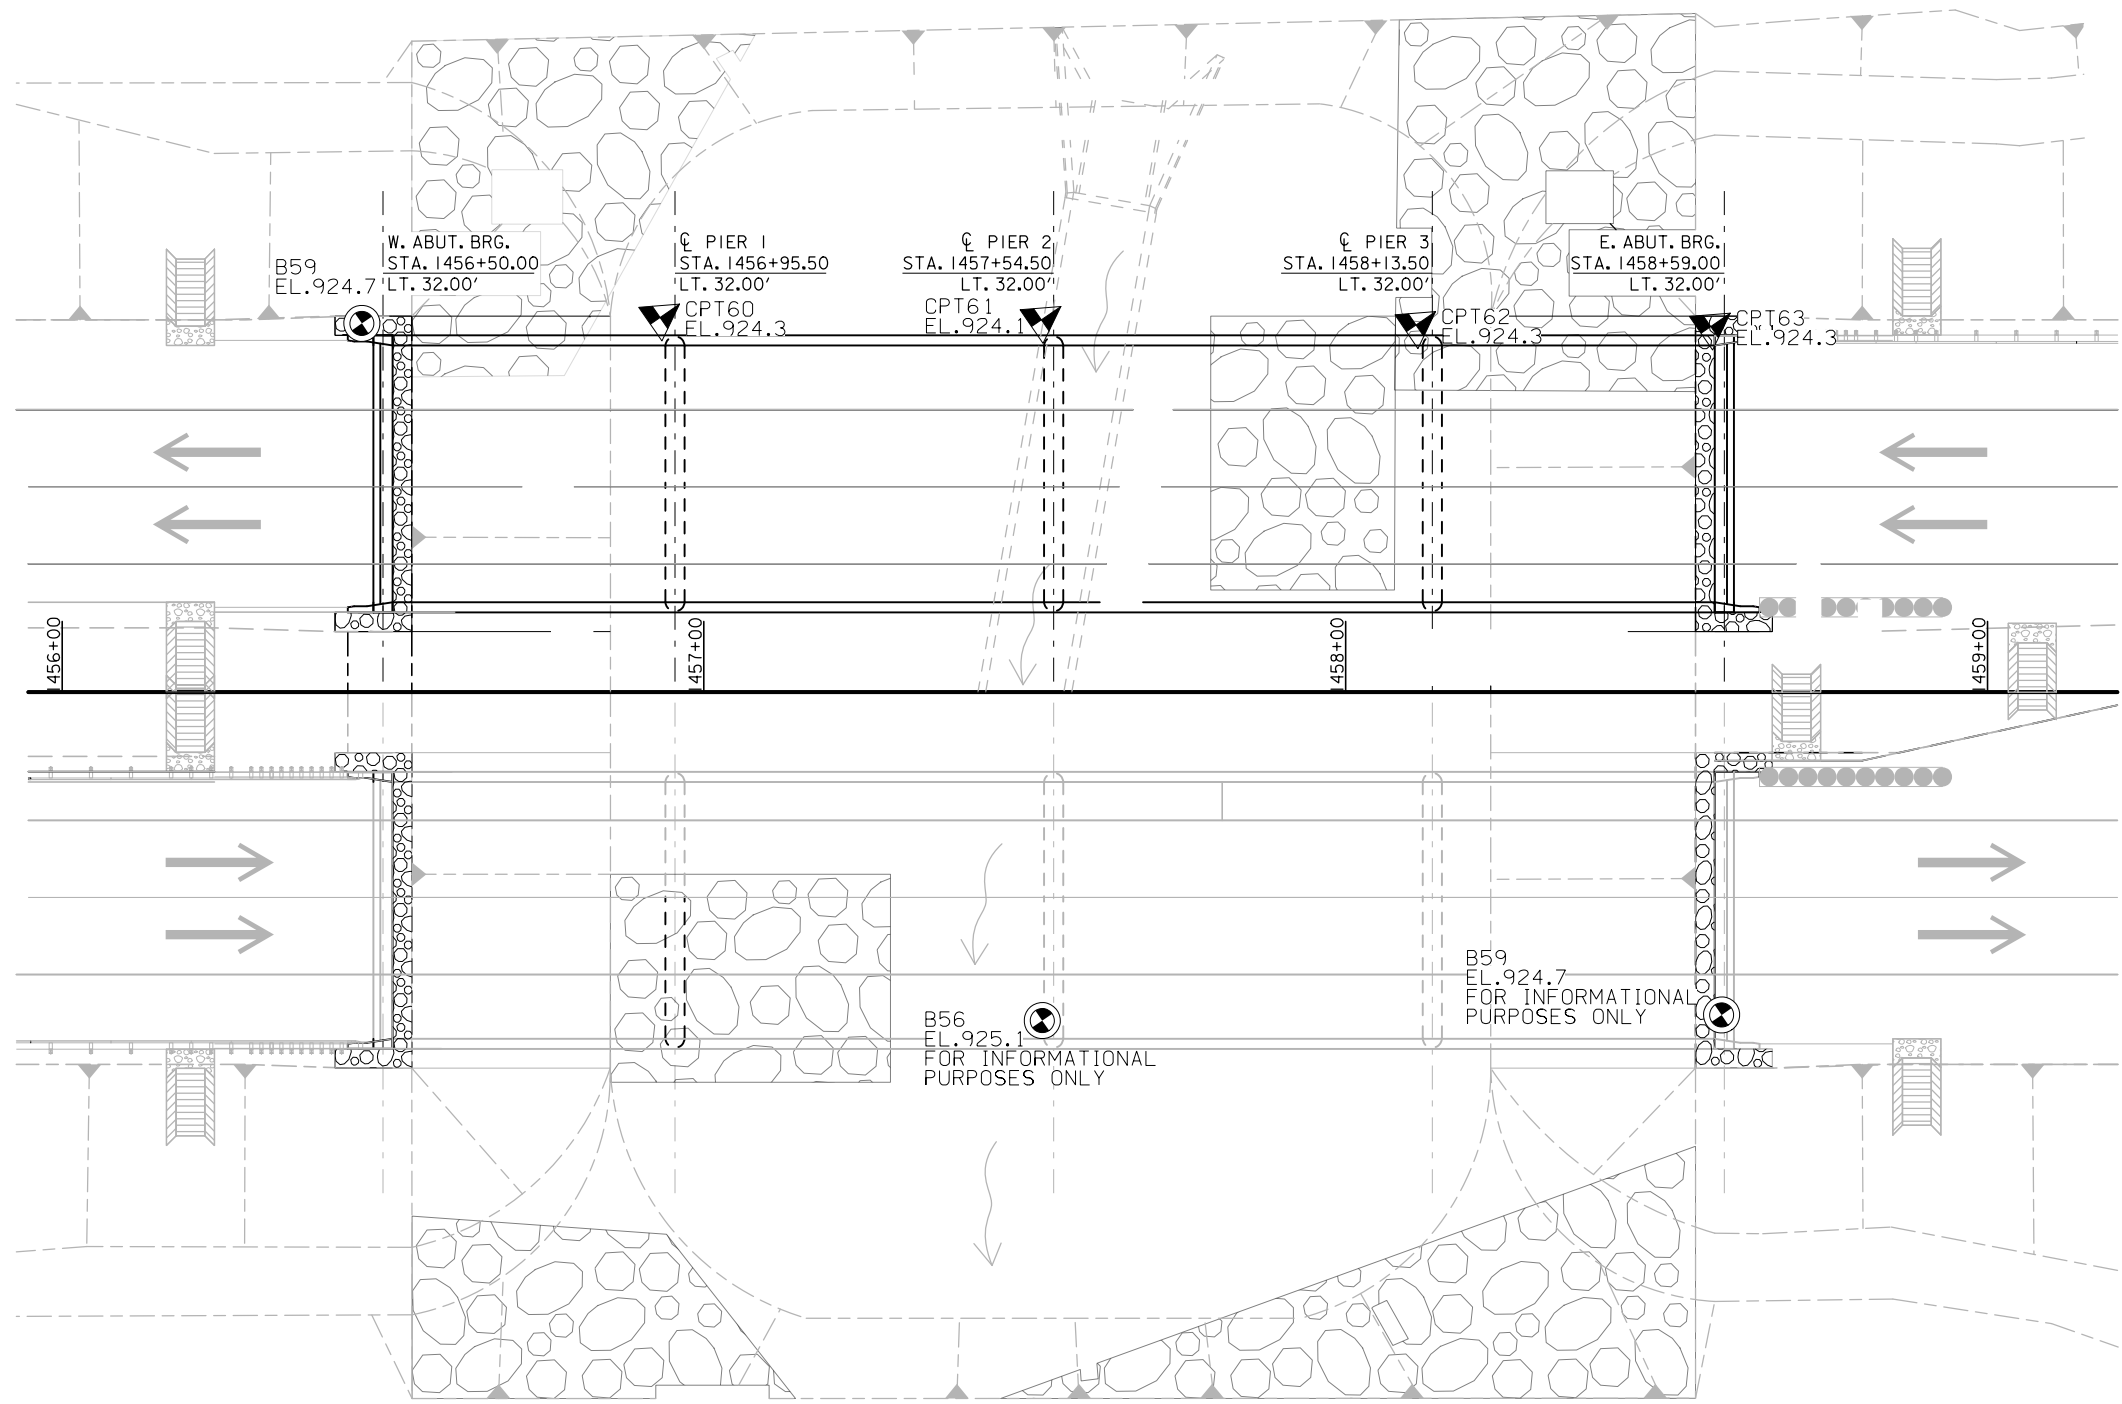 B59
EL.924.7
W. ABUT. BRG.
STA. 1456+50.00
LT. 32.00'
℄ PIER 1
STA. 1456+95.50
LT. 32.00'
CPT60
EL.924.3
℄ PIER 2
STA. 1457+54.50
LT. 32.00'
CPT61
EL.924.1
℄ PIER 3
STA. 1458+13.50
LT. 32.00'
CPT62
EL.924.3
E. ABUT. BRG.
STA. 1458+59.00
LT. 32.00'
CPT63
EL.924.3
1456+00
1457+00
1458+00
1459+00
B56
EL.925.1
FOR INFORMATIONAL
PURPOSES ONLY
B59
EL.924.7
FOR INFORMATIONAL
PURPOSES ONLY